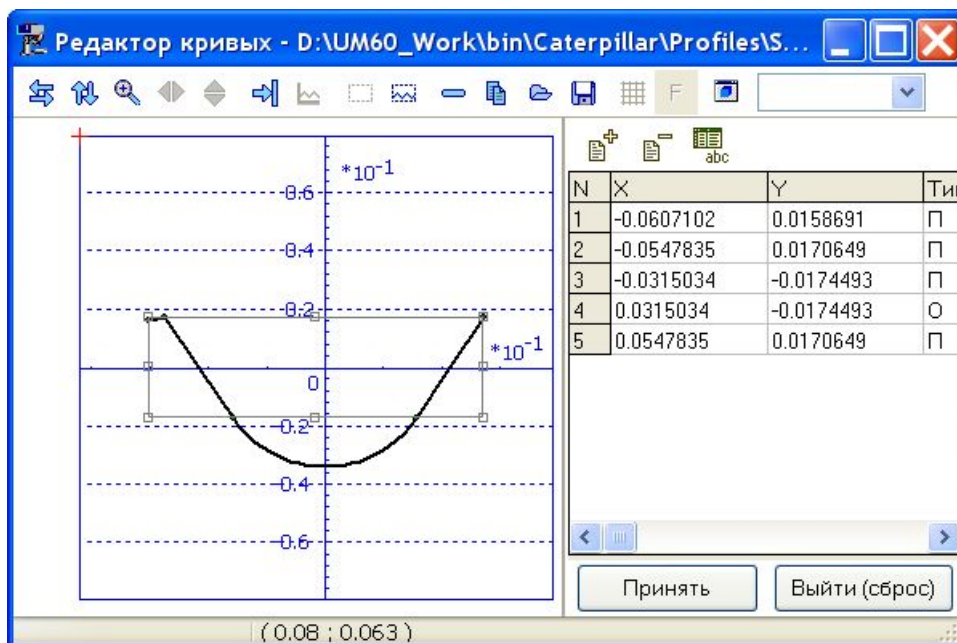 Редактор кривых - D:\UM60_Work\bin\Caterpillar\Profiles\S...
F
abc
*10-1
0.6
0.4
0.2
*10-1
0
-0.2
-0.4
-0.6
N X Y Ти
1 -0.0607102 0.0158691 П
2 -0.0547835 0.0170649 П
3 -0.0315034 -0.0174493 П
4 0.0315034 -0.0174493 О
5 0.0547835 0.0170649 П
Принять Выйти (сброс)
( 0.08 ; 0.063 )